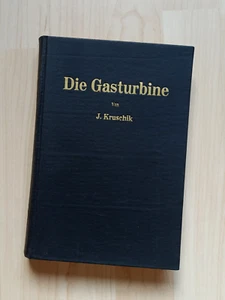 Die Gasturbine
Von
J. Kruschik